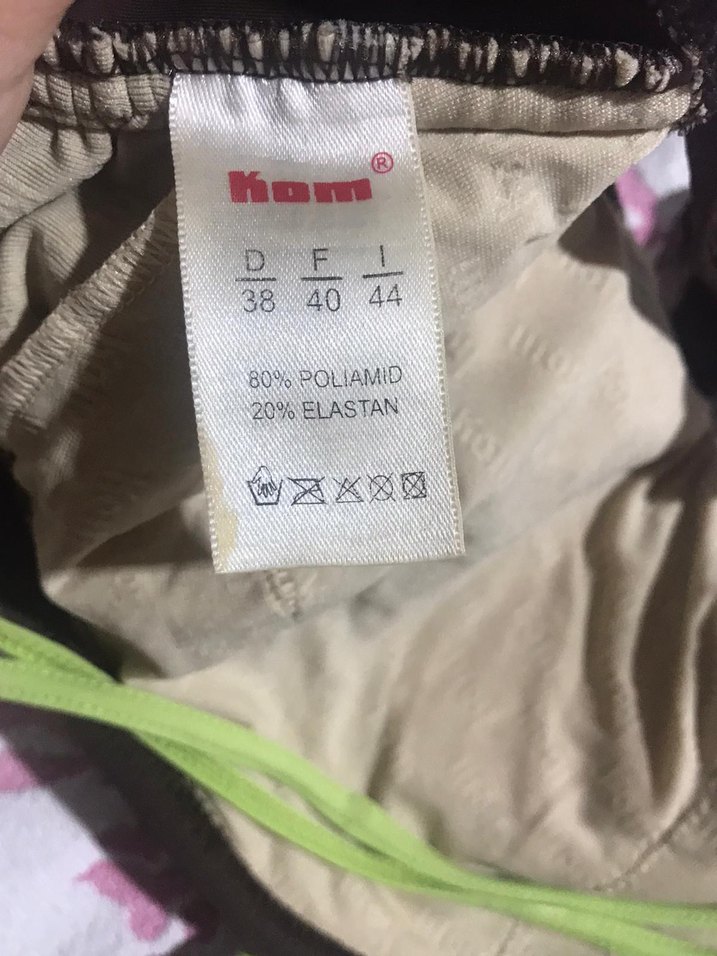 Kom®
D F I
38 40 44
80% POLIAMID
20% ELASTAN